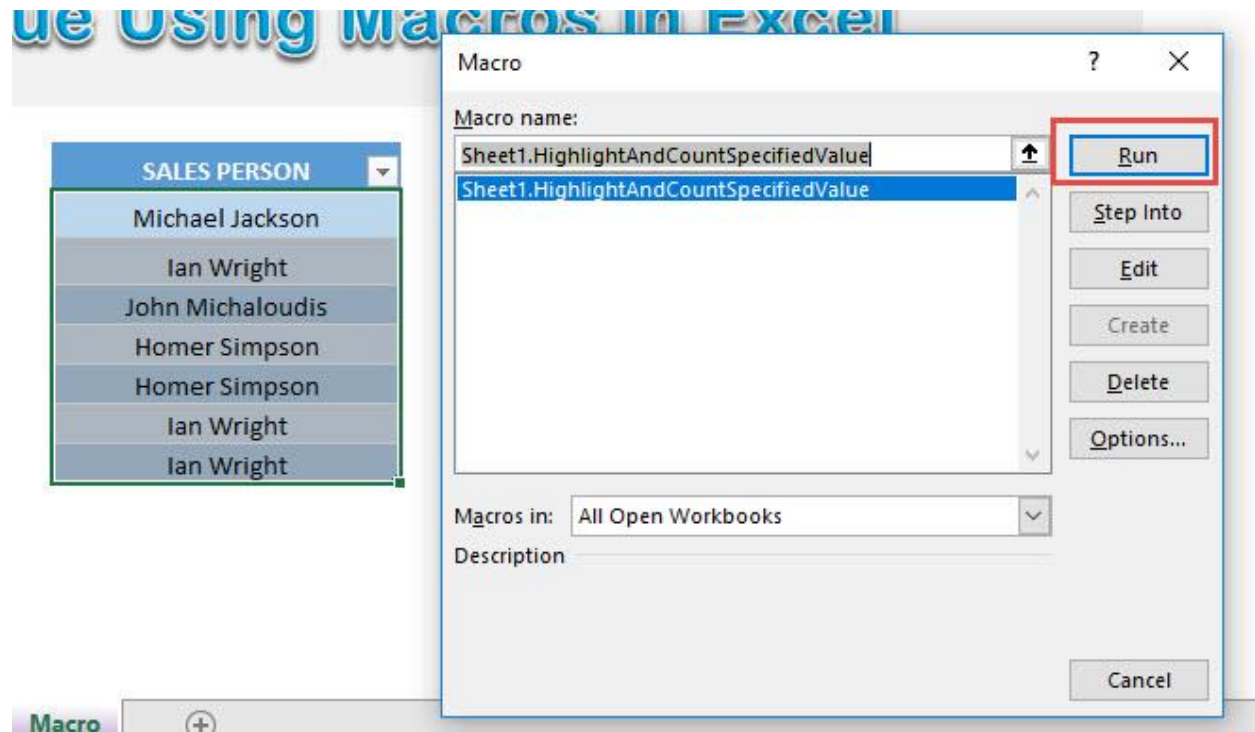 ue Using Macros in Excel
SALES PERSON
Michael Jackson
Ian Wright
John Michaloudis
Homer Simpson
Homer Simpson
Ian Wright
Ian Wright
Macro
?
Macro name:
Sheet1.HighlightAndCountSpecifiedValue
Sheet1.HighlightAndCountSpecifiedValue
Run
Step Into
Edit
Create
Delete
Options...
Macros in: All Open Workbooks
Description
Cancel
Macro